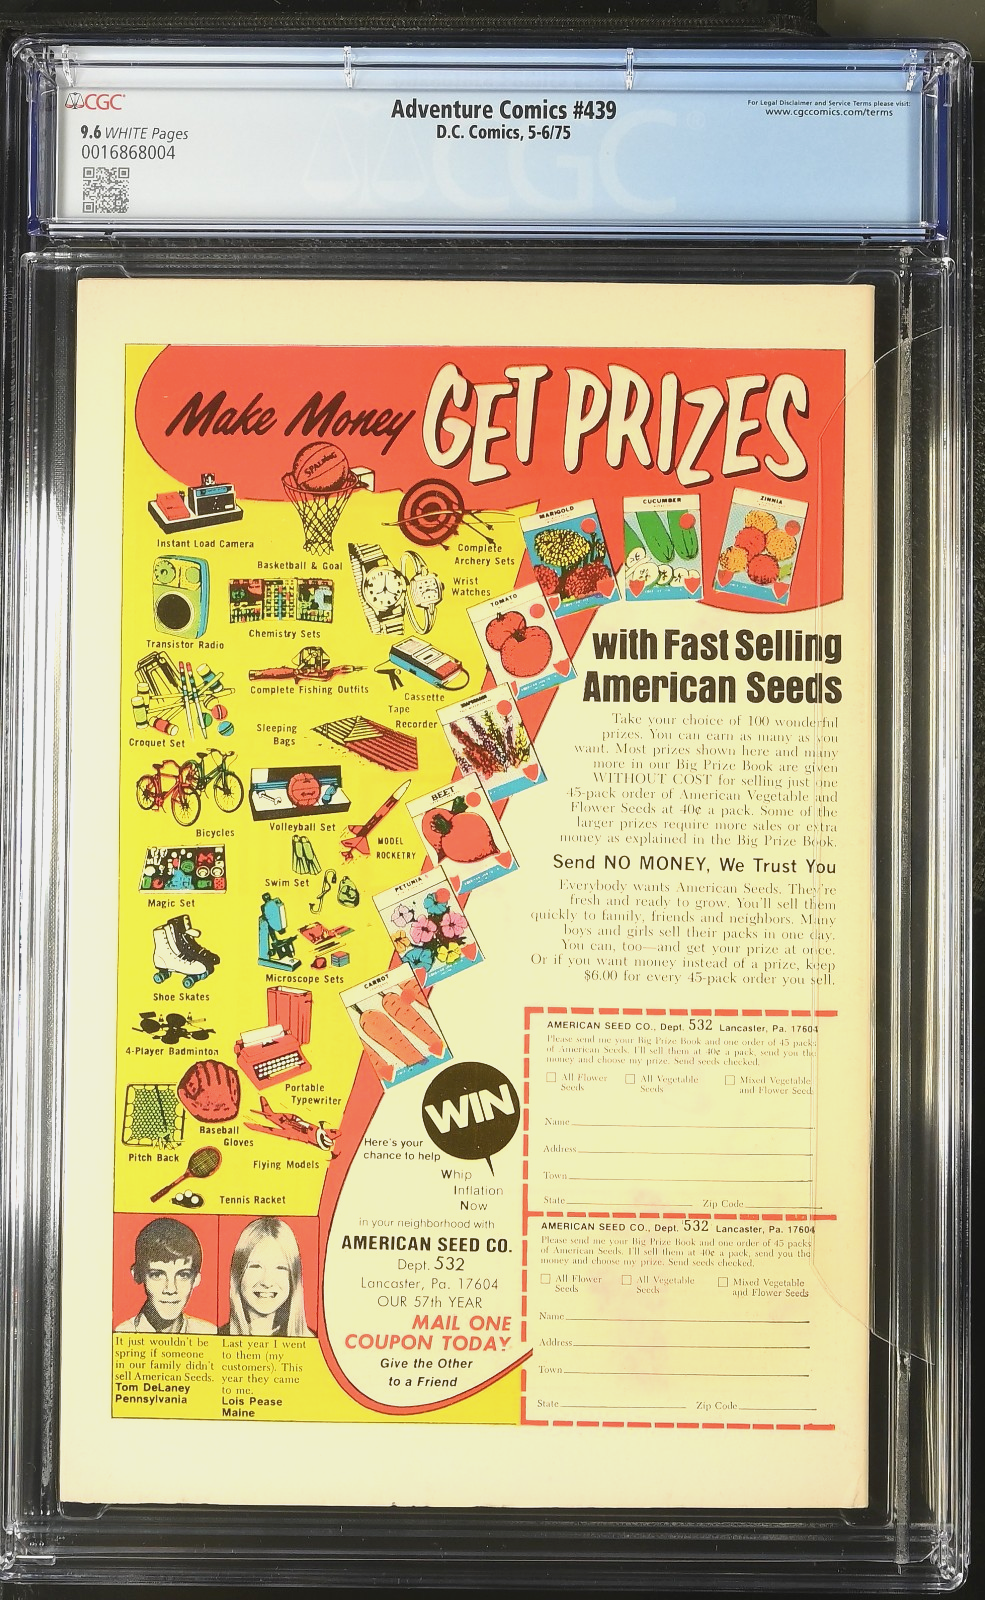 CGC
Adventure Comics #439
D.C. Comics, 5-6/75
For Legal Disclaimer and Service Terms please visit:
www.cgccomics.com/terms
9.6 WHITE Pages
0016868004
Make Money GET PRIZES
SPALDING
Instant Load Camera
Basketball & Goal
Complete
Archery Sets
MARIGOLD
CUCUMBER
ZINNIA
Transistor Radio
Chemistry Sets
Wrist
Watches
TOMATO
with Fast Selling
American Seeds
Complete Fishing Outfits
Cassette
Tape
Recorder
Croquet Set
Sleeping
Bags
Bicycles
Volleyball Set
BEET
MODEL
ROCKETRY
Magic Set
Swim Set
PETUNIA
Shoe Skates
Microscope Sets
CARROT
4-Player Badminton
Portable
Typewriter
Baseball
Gloves
Pitch Back
Flying Models
Tennis Racket
Take your choice of 100 wonderful
prizes. You can earn as many as you
want. Most prizes shown here and many
more in our Big Prize Book are given
WITHOUT COST for selling just one
45-pack order of American Vegetable and
Flower Seeds at 40¢ a pack. Some of the
larger prizes require more sales or extra
money as explained in the Big Prize Book.
Send NO MONEY, We Trust You
Everybody wants American Seeds. They're
fresh and ready to grow. You'll sell them
quickly to family, friends and neighbors. Many
boys and girls sell their packs in one day.
You can, too—and get your prize at once.
Or if you want money instead of a prize, keep
$6.00 for every 45-pack order you sell.
WIN
Here's your
chance to help
Whip
Inflation
Now
in your neighborhood with
AMERICAN SEED CO.
Dept. 532
Lancaster, Pa. 17604
OUR 57th YEAR
MAIL ONE
COUPON TODAY
Give the Other
to a Friend
It just wouldn't be
spring if someone
in our family didn't
sell American Seeds.
Tom DeLaney
Pennsylvania
Last year I went
to them (my
customers). This
year they came
to me.
Lois Pease
Maine
AMERICAN SEED CO., Dept. 532 Lancaster, Pa. 17604
Please send me your Big Prize Book and one order of 45 packs
of American Seeds. I'll sell them at 40¢ a pack, send you the
money and choose my prize. Send seeds checked.
All Flower
Seeds
All Vegetable
Seeds
Mixed Vegetable
and Flower Seed
Name
Address
Town
State Zip Code
AMERICAN SEED CO., Dept. 532 Lancaster, Pa. 17604
Please send me your Big Prize Book and one order of 45 packs
of American Seeds. I'll sell them at 40¢ a pack, send you the
money and choose my prize. Send seeds checked.
All Flower
Seeds
All Vegetable
Seeds
Mixed Vegetable
and Flower Seeds
Name
Address
Town
State Zip Code